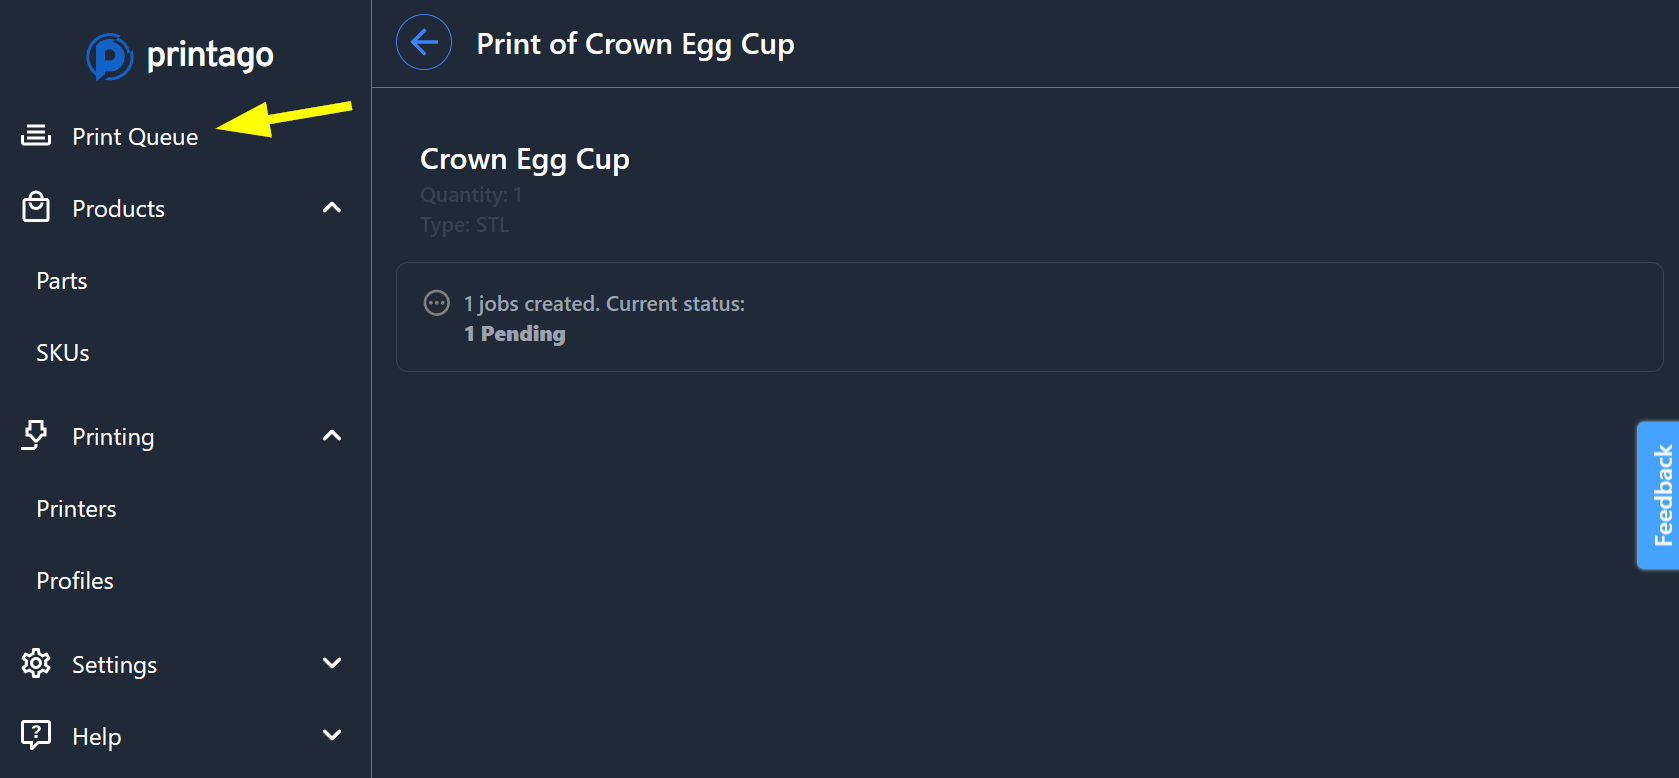 printago
Print Queue
Products
Parts
SKUs
Printing
Printers
Profiles
Settings
Help
Print of Crown Egg Cup
Crown Egg Cup
Quantity: 1
Type: STL
1 jobs created. Current status:
1 Pending
Feedback